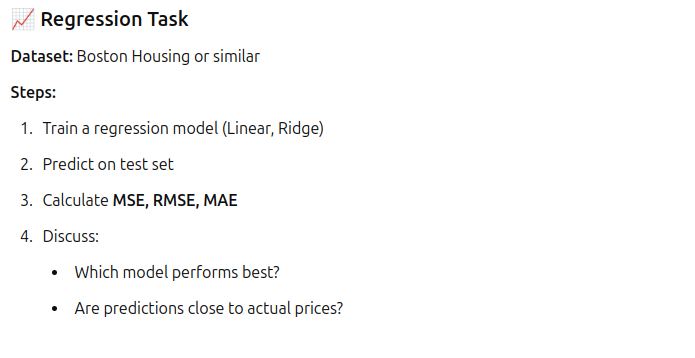 📈 Regression Task
Dataset: Boston Housing or similar
Steps:
1. Train a regression model (Linear, Ridge)
2. Predict on test set
3. Calculate MSE, RMSE, MAE
4. Discuss:
• Which model performs best?
• Are predictions close to actual prices?